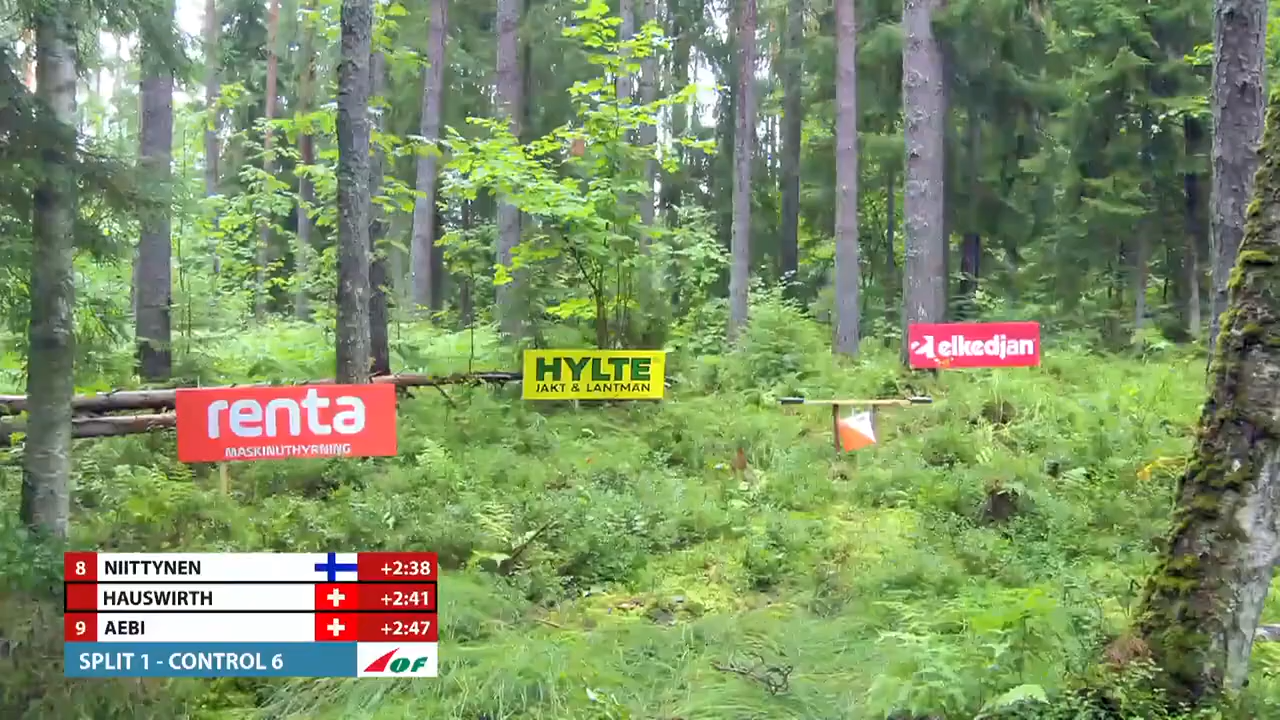 renta
MASKINUTHYRNING
HYLTE
JAKT & LANTMAN
elkedjan
8 NIITTYNEN +2:38
HAUSWIRTH +2:41
9 AEBI +2:47
SPLIT 1 - CONTROL 6 IOF